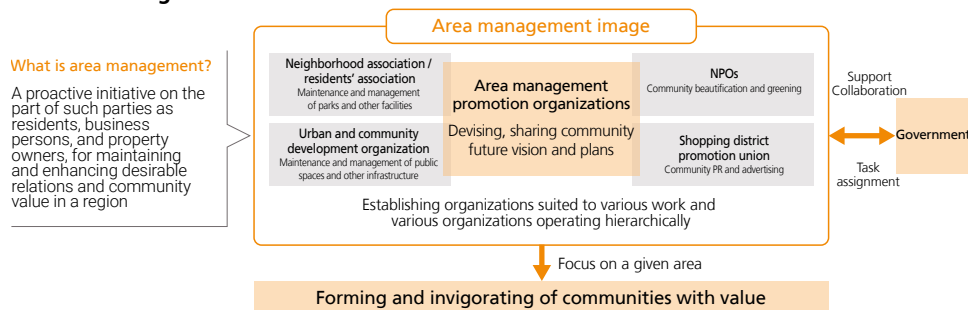 Area management image
What is area management?
A proactive initiative on the
part of such parties as
residents, business
persons, and property
owners, for maintaining
and enhancing desirable
relations and community
value in a region
Neighborhood association /
residents' association
Maintenance and management
of parks and other facilities
Urban and community
development organization
Maintenance and management of public
spaces and other infrastructure
Area management
promotion organizations
Devising, sharing community
future vision and plans
NPOs
Community beautification and greening
Shopping district
promotion union
Community PR and advertising
Establishing organizations suited to various work and
various organizations operating hierarchically
Support
Collaboration
Task
assignment
Government
Focus on a given area
Forming and invigorating of communities with value